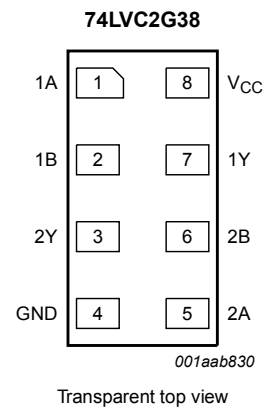 74LVC2G38
1A 1 8 VCC
1B 2 7 1Y
2Y 3 6 2B
GND 4 5 2A
001aab830
Transparent top view